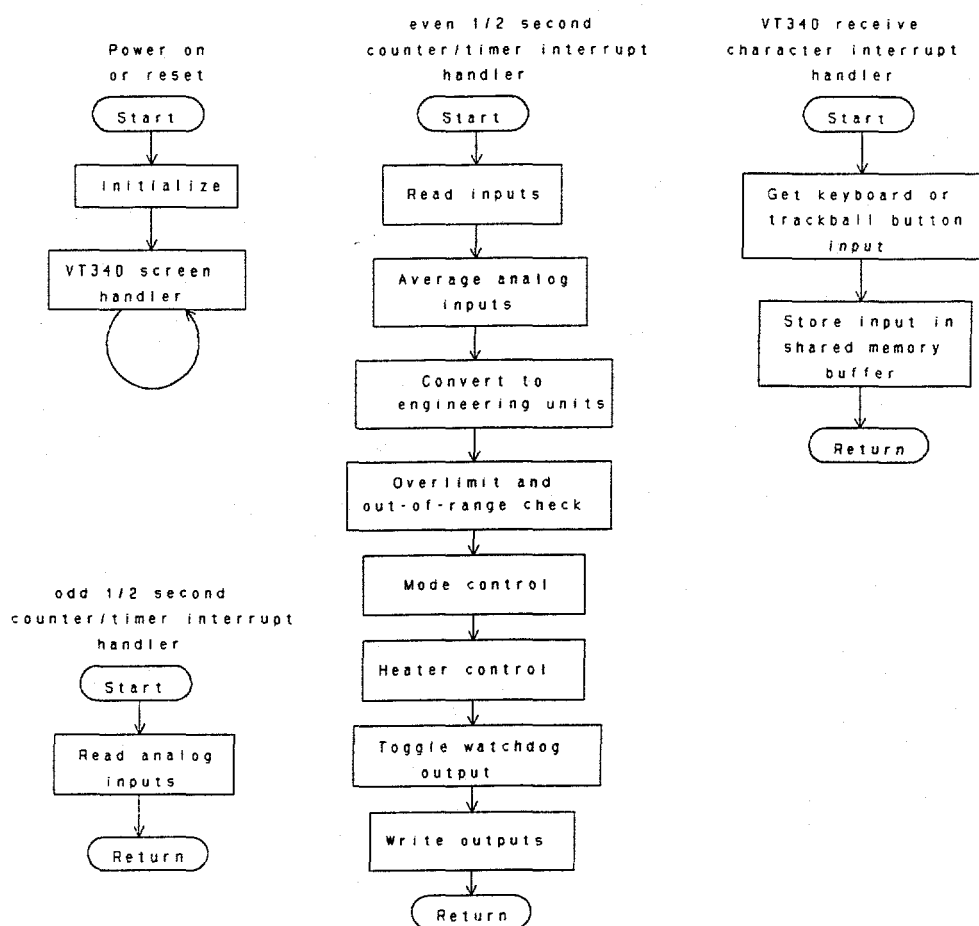 Power on
or reset
Start
Initialize
VT340 screen
handler
even 1/2 second
counter/timer interrupt
handler
Start
Read inputs
Average analog
inputs
Convert to
engineering units
Overlimit and
out-of-range check
Mode control
Heater control
Toggle watchdog
output
Write outputs
Return
VT340 receive
character interrupt
handler
Start
Get keyboard or
trackball button
input
Store input in
shared memory
buffer
Return
odd 1/2 second
counter/timer interrupt
handler
Start
Read analog
inputs
Return